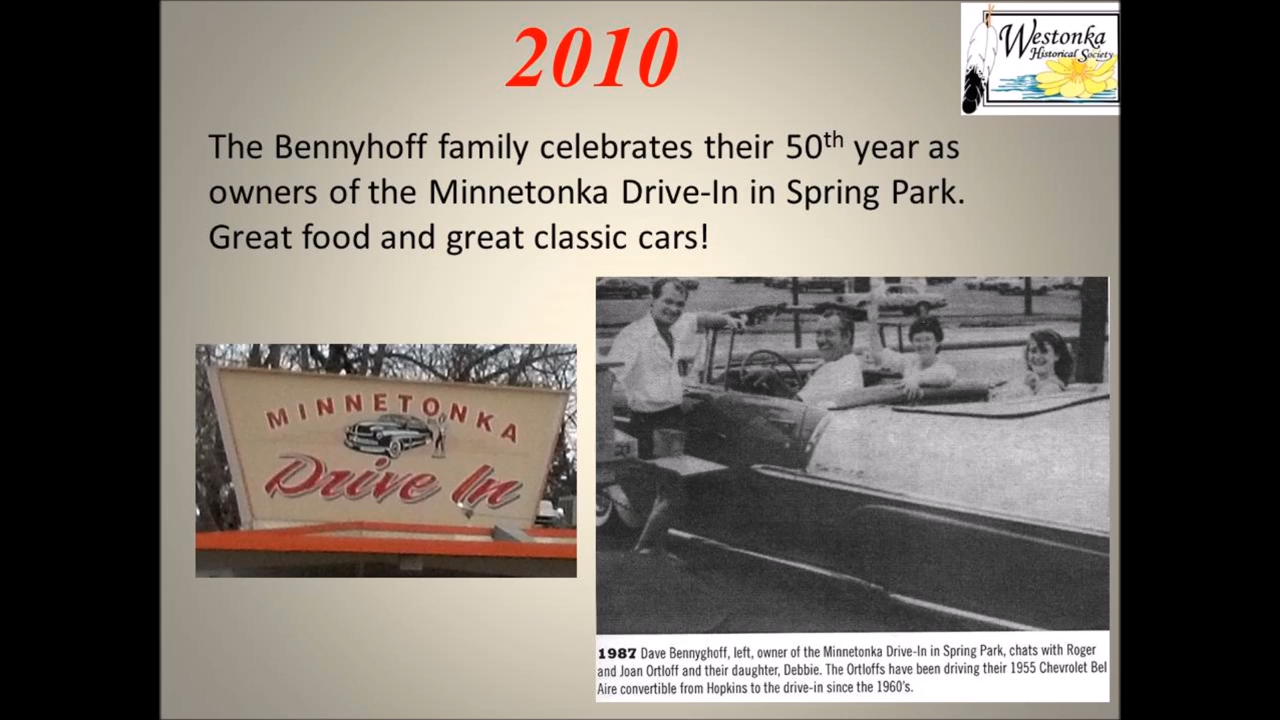 2010
Westonka
Historical Society
The Bennyhoff family celebrates their 50th year as
owners of the Minnetonka Drive-In in Spring Park.
Great food and great classic cars!
MINNETONKA
Drive In
1987 Dave Bennyghoff, left, owner of the Minnetonka Drive-In in Spring Park, chats with Roger
and Joan Ortloff and their daughter, Debbie. The Ortloffs have been driving their 1955 Chevrolet Bel
Aire convertible from Hopkins to the drive-in since the 1960's.